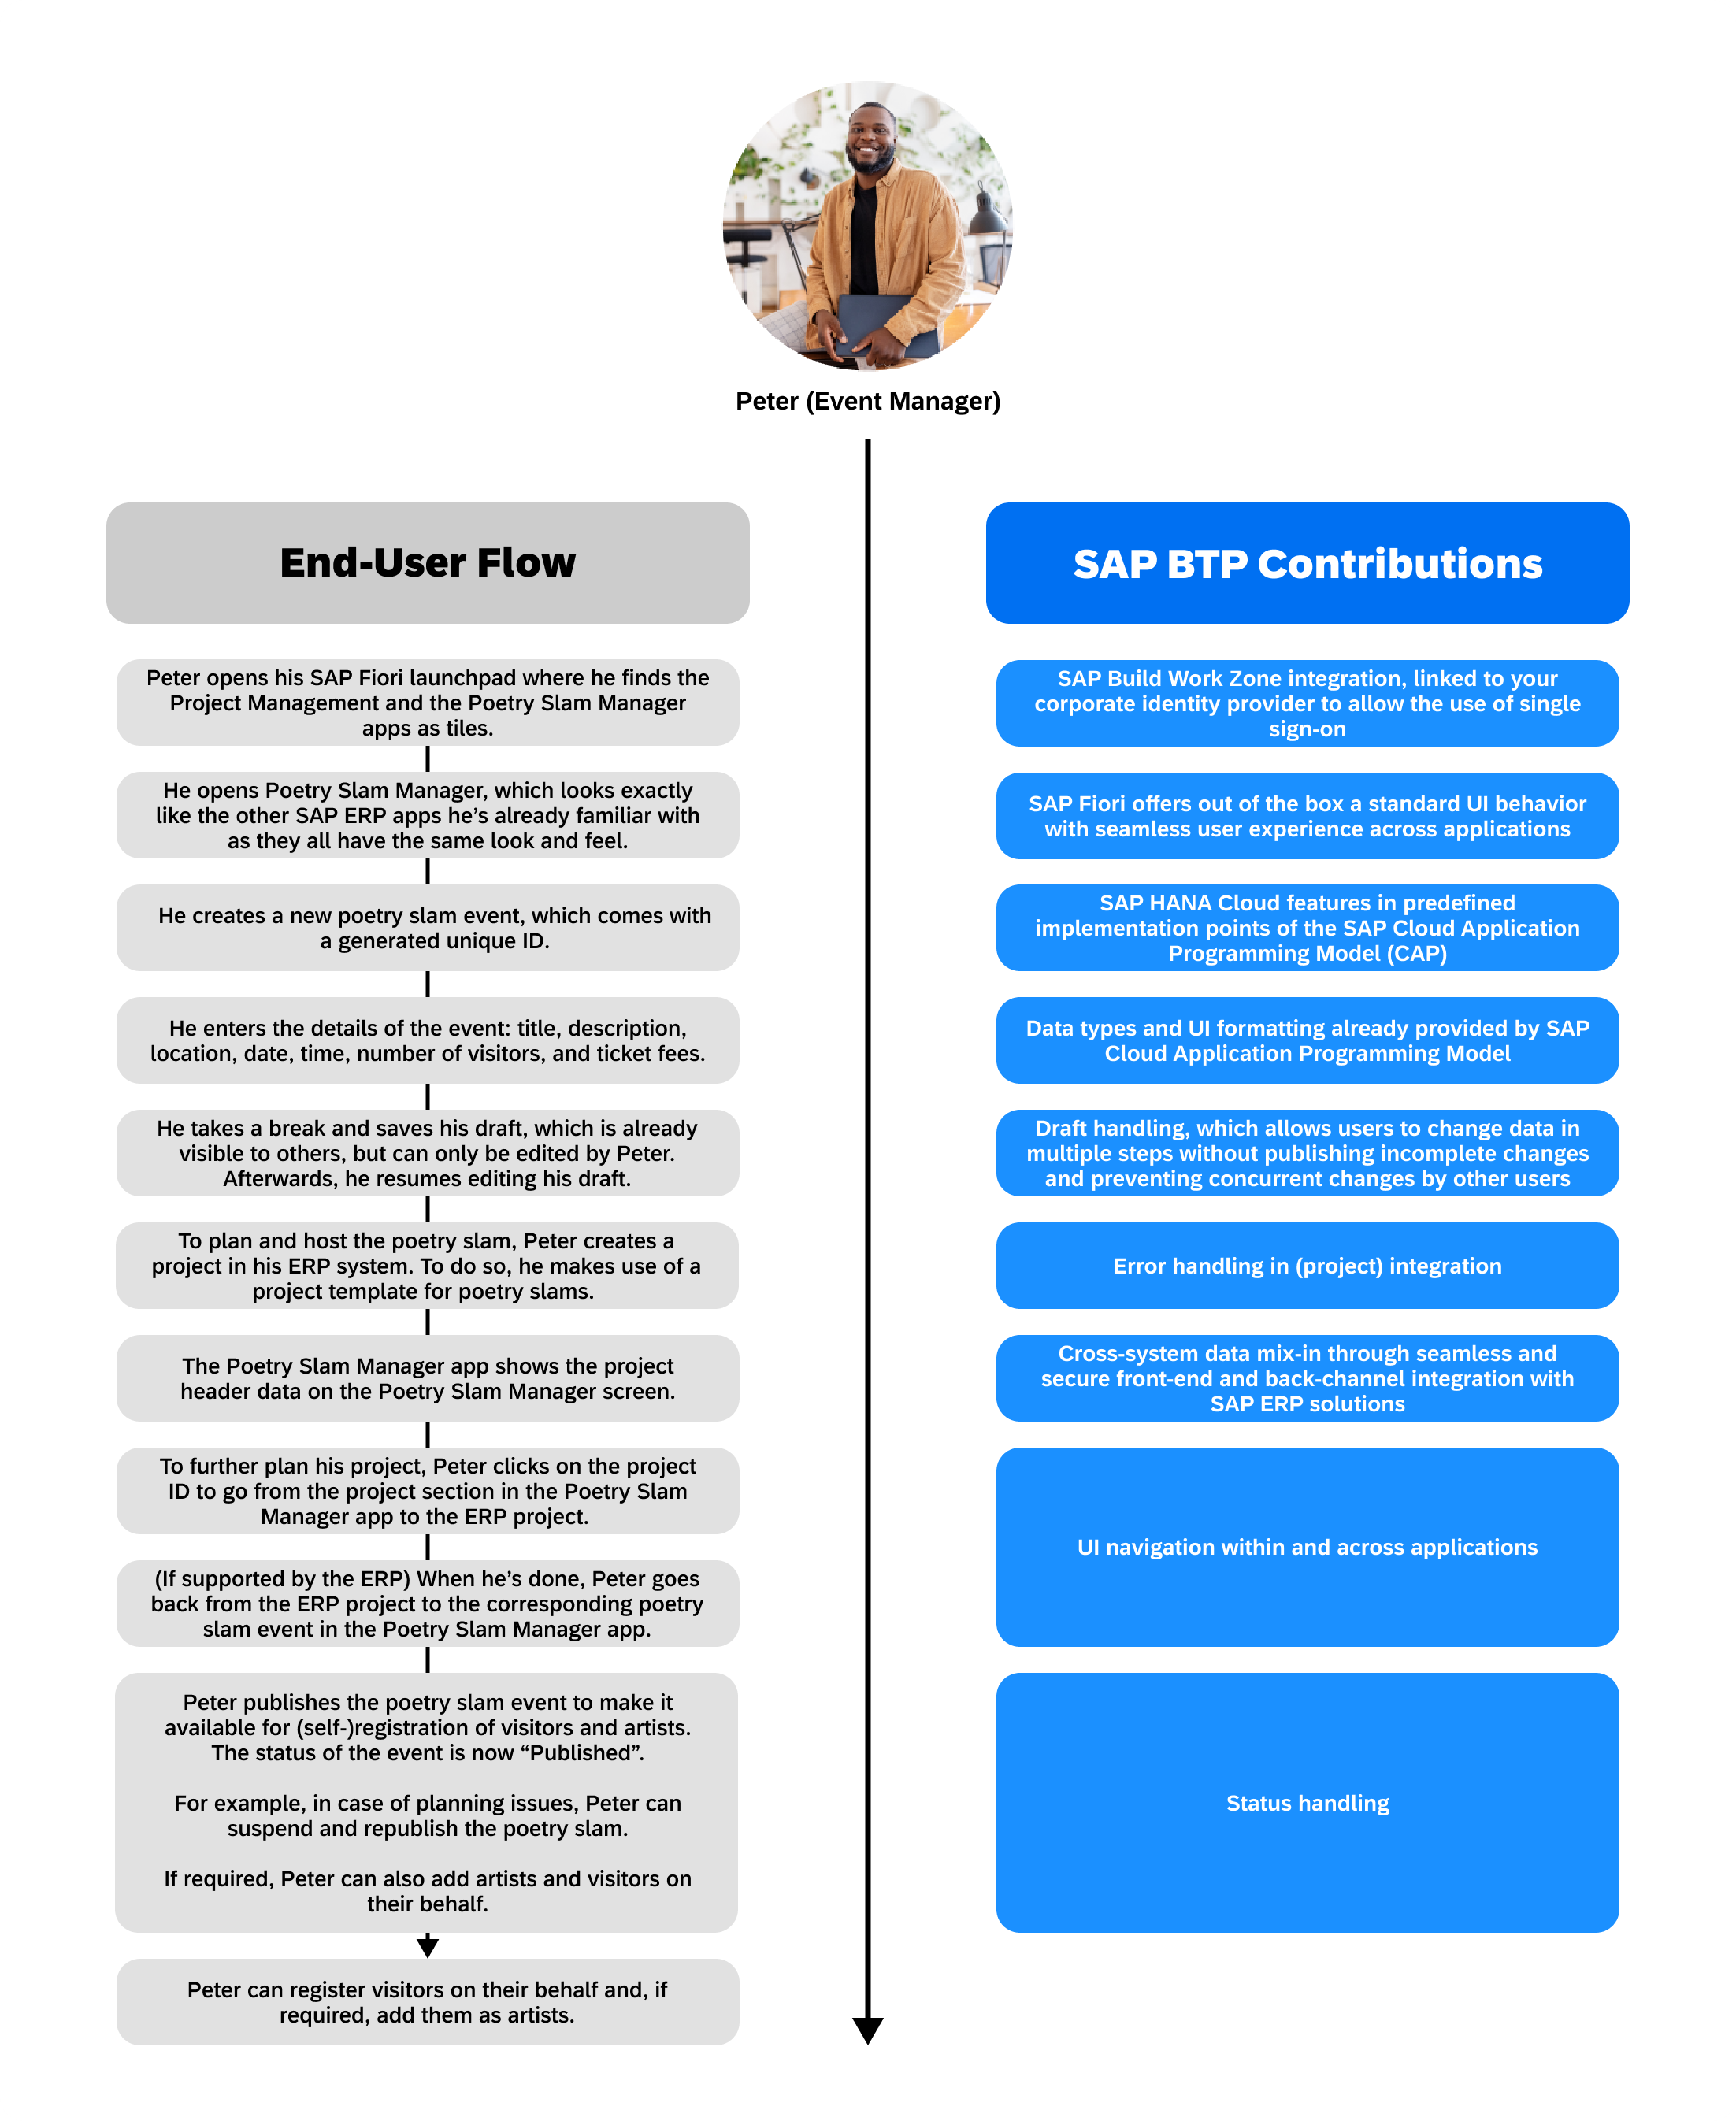 Peter (Event Manager)
End-User Flow
SAP BTP Contributions
Peter opens his SAP Fiori launchpad where he finds the
Project Management and the Poetry Slam Manager
apps as tiles.
SAP Build Work Zone integration, linked to your
corporate identity provider to allow the use of single
sign-on
He opens Poetry Slam Manager, which looks exactly
like the other SAP ERP apps he’s already familiar with
as they all have the same look and feel.
SAP Fiori offers out of the box a standard UI behavior
with seamless user experience across applications
He creates a new poetry slam event, which comes with
a generated unique ID.
SAP HANA Cloud features in predefined
implementation points of the SAP Cloud Application
Programming Model (CAP)
He enters the details of the event: title, description,
location, date, time, number of visitors, and ticket fees.
Data types and UI formatting already provided by SAP
Cloud Application Programming Model
He takes a break and saves his draft, which is already
visible to others, but can only be edited by Peter.
Afterwards, he resumes editing his draft.
Draft handling, which allows users to change data in
multiple steps without publishing incomplete changes
and preventing concurrent changes by other users
To plan and host the poetry slam, Peter creates a
project in his ERP system. To do so, he makes use of a
project template for poetry slams.
Error handling in (project) integration
The Poetry Slam Manager app shows the project
header data on the Poetry Slam Manager screen.
Cross-system data mix-in through seamless and
secure front-end and back-channel integration with
SAP ERP solutions
To further plan his project, Peter clicks on the project
ID to go from the project section in the Poetry Slam
Manager app to the ERP project.
UI navigation within and across applications
(If supported by the ERP) When he’s done, Peter goes
back from the ERP project to the corresponding poetry
slam event in the Poetry Slam Manager app.
Peter publishes the poetry slam event to make it
available for (self-)registration of visitors and artists.
The status of the event is now “Published”.
For example, in case of planning issues, Peter can
suspend and republish the poetry slam.
If required, Peter can also add artists and visitors on
their behalf.
Status handling
Peter can register visitors on their behalf and, if
required, add them as artists.